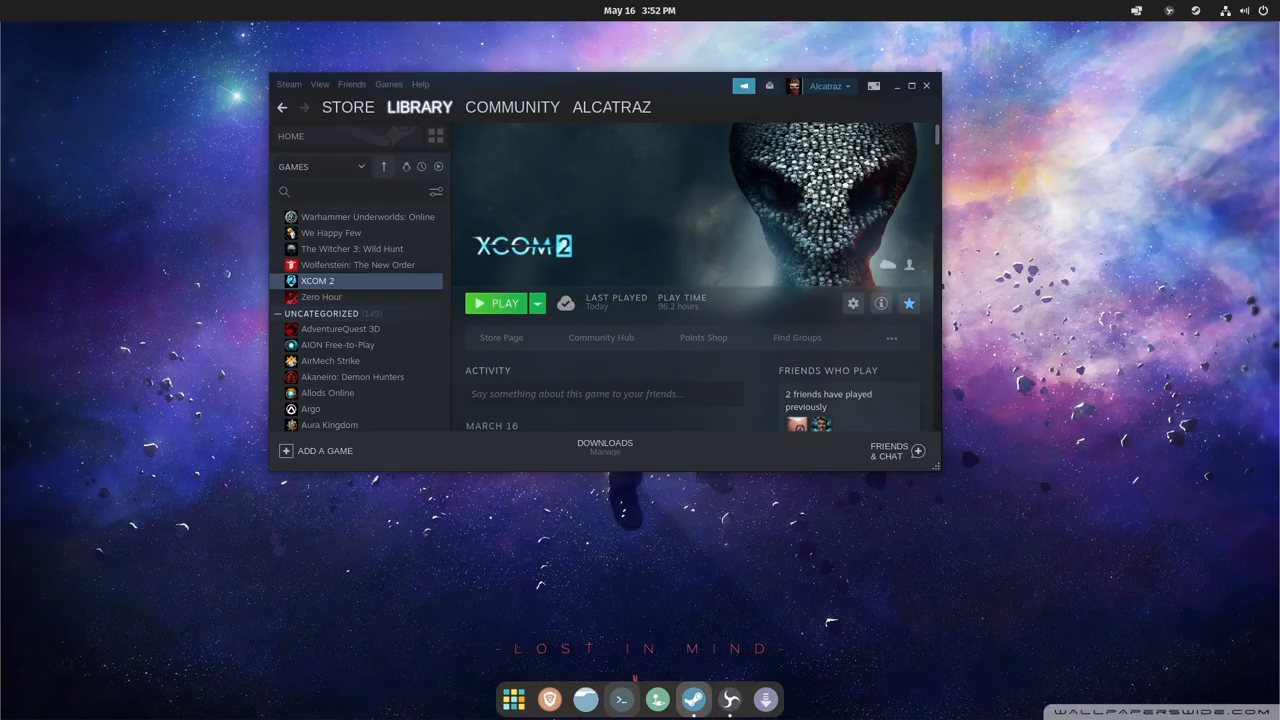 May 16 3:52 PM
Steam View Friends Games Help
Alcatraz
STORE LIBRARY COMMUNITY ALCATRAZ
HOME
GAMES
Warhammer Underworlds: Online
We Happy Few
The Witcher 3: Wild Hunt
Wolfenstein: The New Order
XCOM 2
Zero Hour
UNCATEGORIZED (149)
AdventureQuest 3D
AION Free-to-Play
AirMech Strike
Akaneiro: Demon Hunters
Allods Online
Argo
Aura Kingdom
XCOM 2
PLAY
LAST PLAYED
Today
PLAY TIME
96.2 hours
Store Page Community Hub Points Shop Find Groups
ACTIVITY
Say something about this game to your friends...
MARCH 16
FRIENDS WHO PLAY
2 friends have played
previously
ADD A GAME
DOWNLOADS
Manage
FRIENDS
& CHAT
LOST IN MIND
WALLPAPERSWIDE.COM